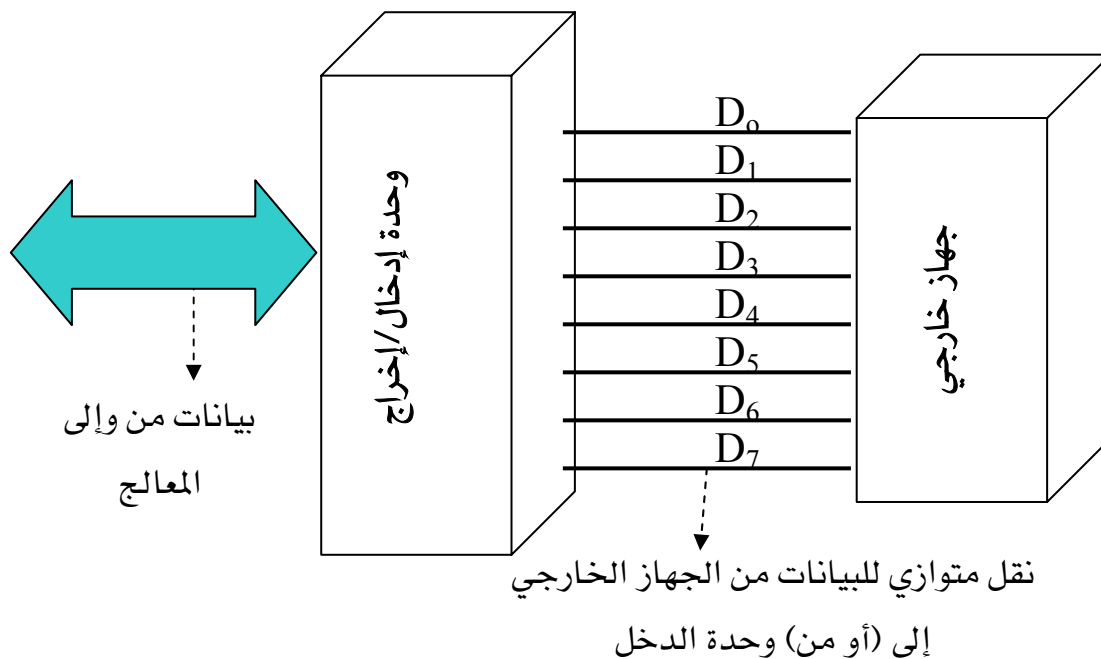 D₀
D₁
D₂
D₃
D₄
D₅
D₆
D₇
وحدة إدخال/إخراج
جهاز خارجي
بيانات من وإلى
المعالج
نقل متوازي للبيانات من الجهاز الخارجي
إلى (أو من) وحدة الدخل